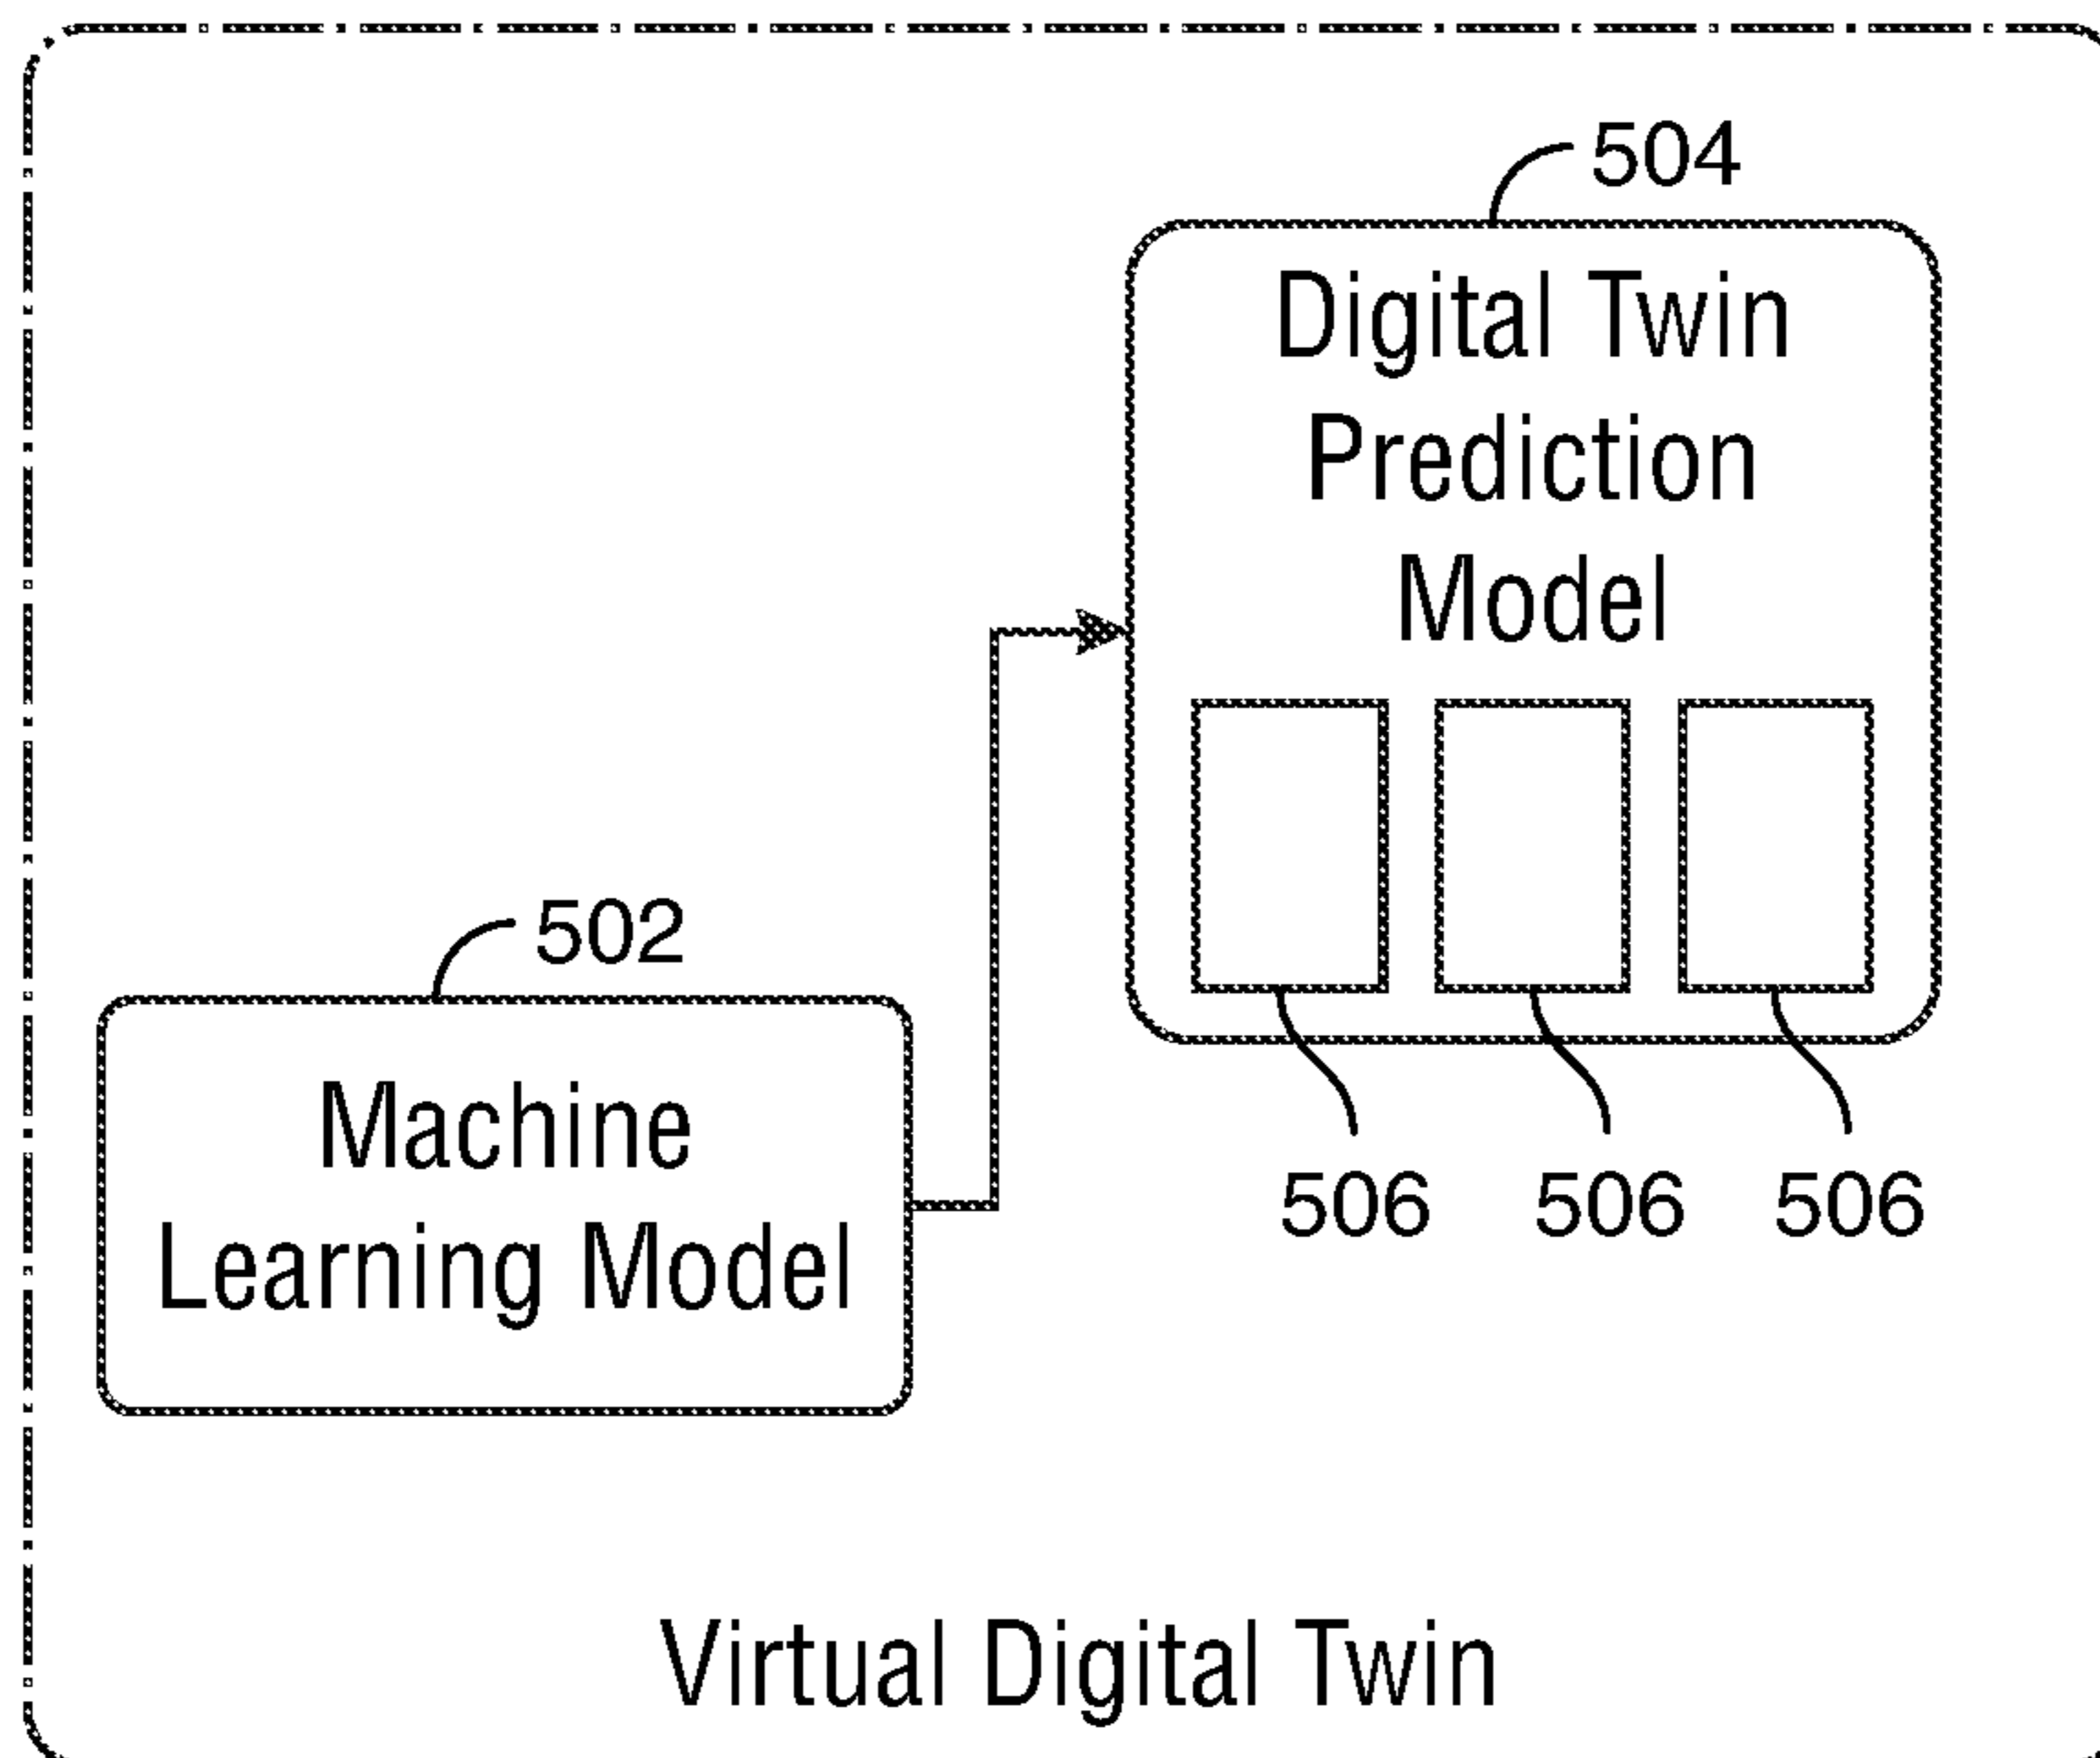 504
Digital Twin
Prediction
Model
502
Machine
Learning Model
506 506 506
Virtual Digital Twin